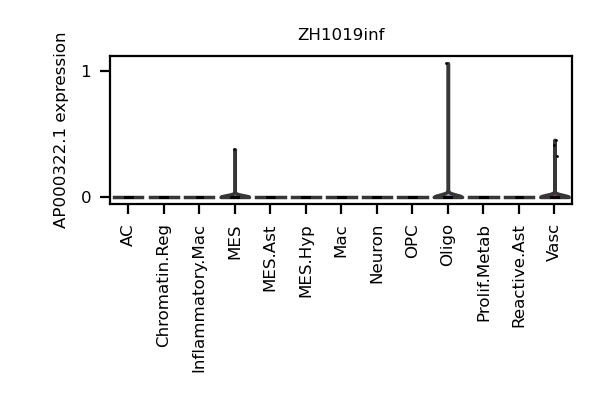 ZH1019inf
AP000322.1 expression
1
0
AC
Chromatin.Reg
Inflammatory.Mac
MES
MES.Ast
MES.Hyp
Mac
Neuron
OPC
Oligo
Prolif.Metab
Reactive.Ast
Vasc